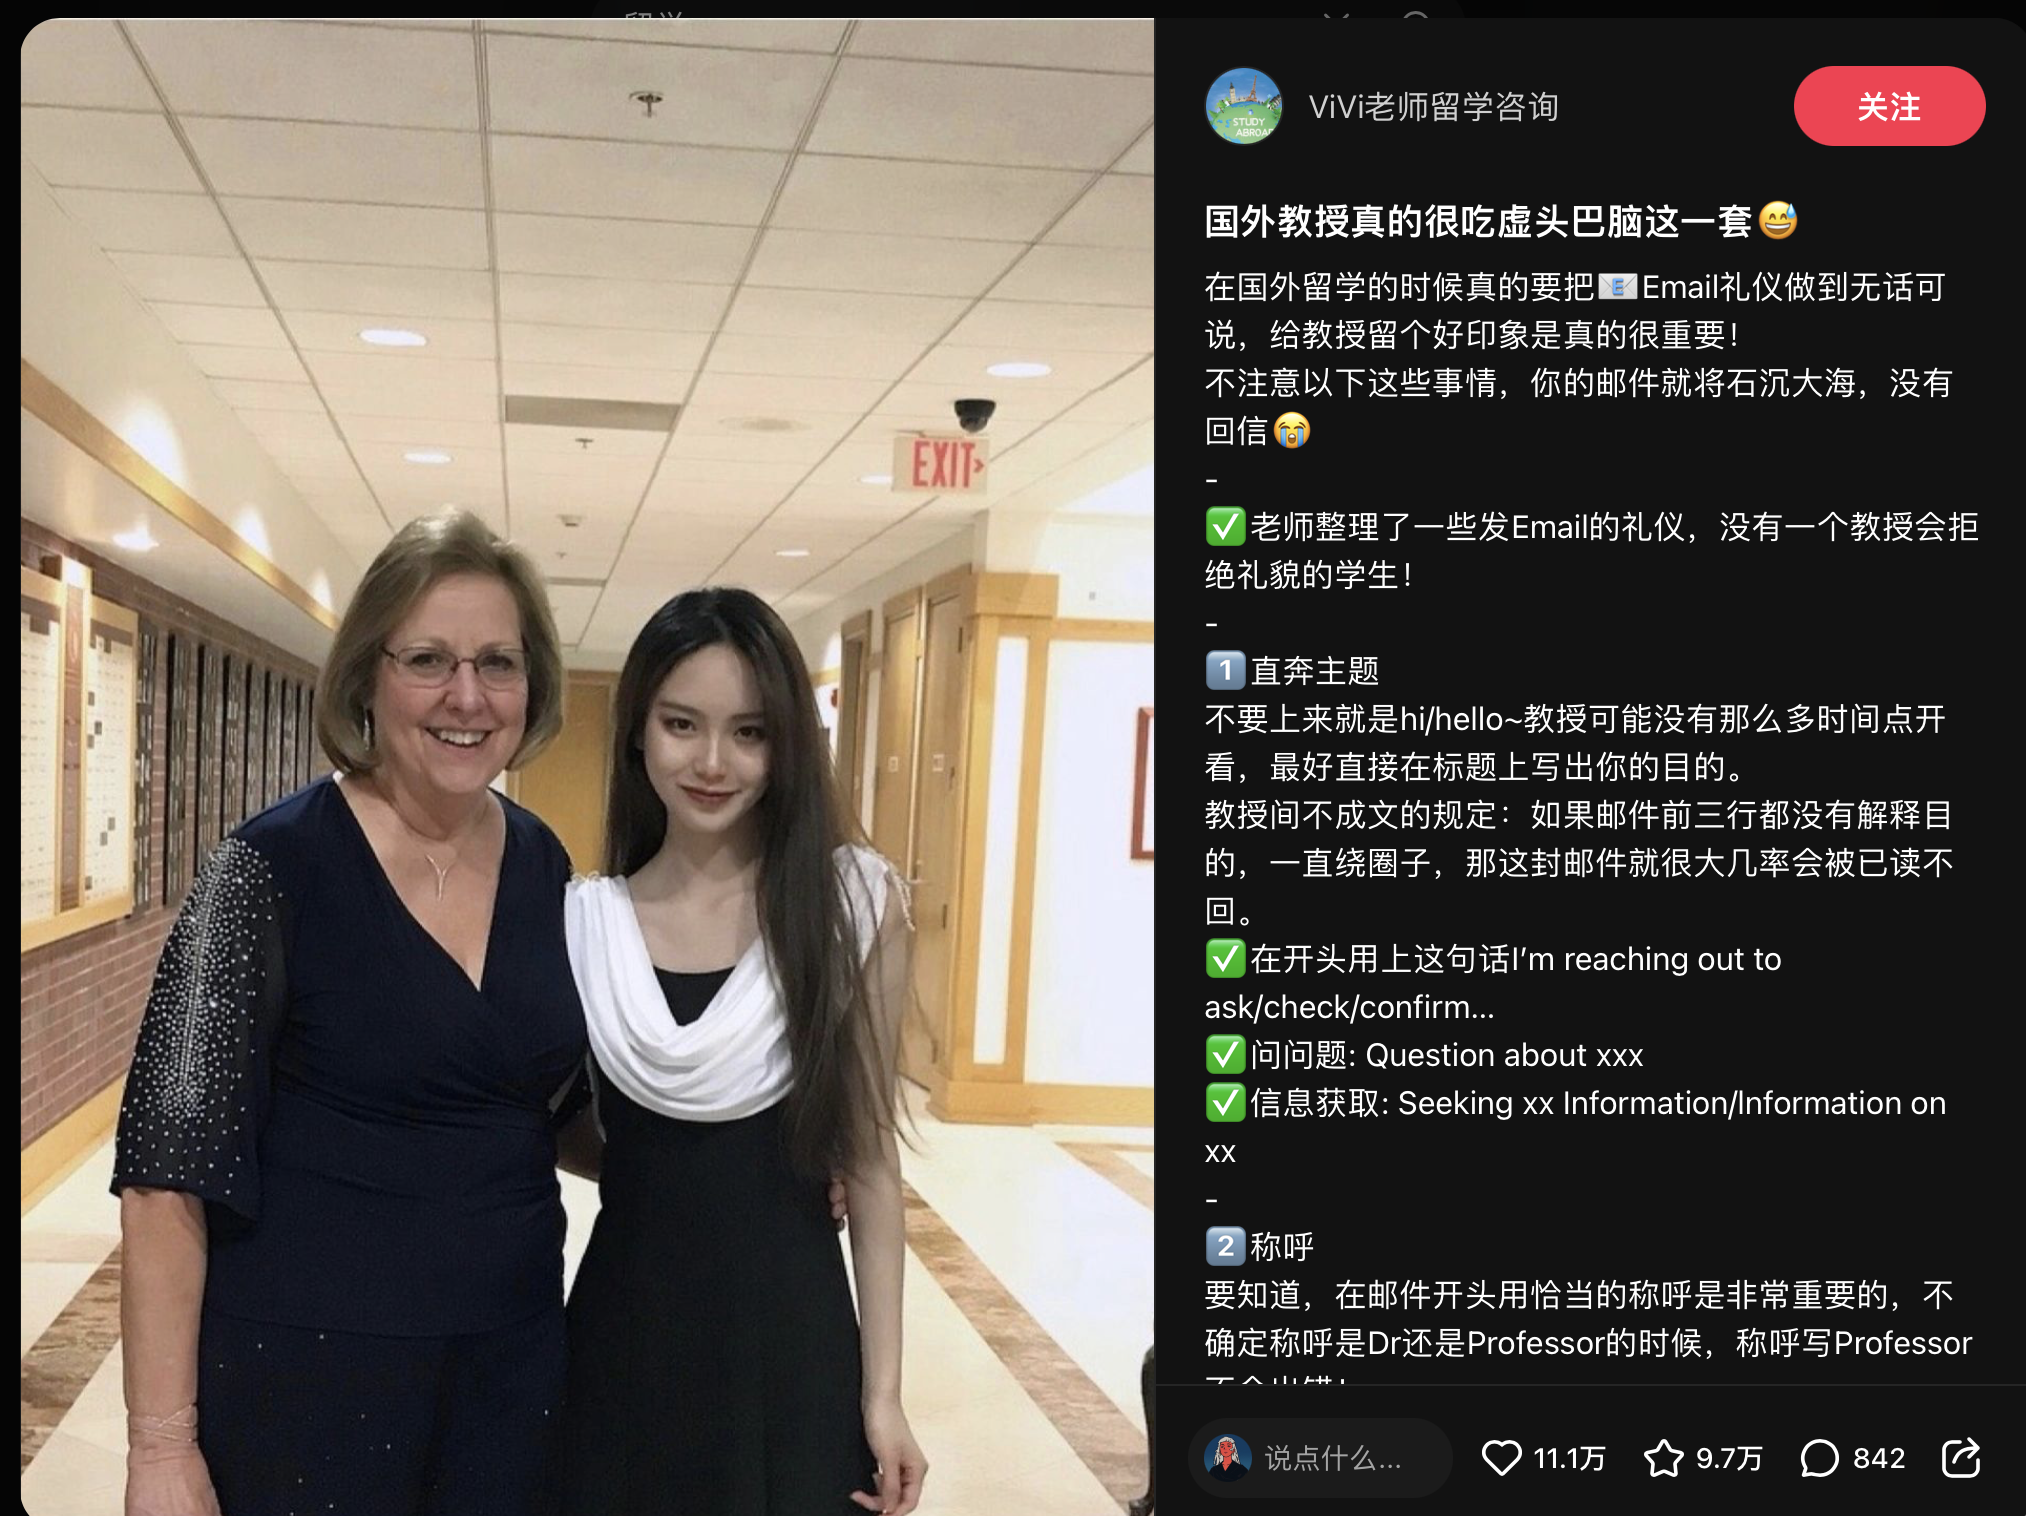 留学
EXIT
STUDY
ABROAD
ViVi老师留学咨询
关注
国外教授真的很吃虚头巴脑这一套😅
在国外留学的时候真的要把📧Email礼仪做到无话可
说，给教授留个好印象是真的很重要！
不注意以下这些事情，你的邮件就将石沉大海，没有
回信😭
-
✅老师整理了一些发Email的礼仪，没有一个教授会拒
绝礼貌的学生！
-
1️⃣直奔主题
不要上来就是hi/hello~教授可能没有那么多时间点开
看，最好直接在标题上写出你的目的。
教授间不成文的规定：如果邮件前三行都没有解释目
的，一直绕圈子，那这封邮件就很大几率会被已读不
回。
✅在开头用上这句话I’m reaching out to
ask/check/confirm...
✅问问题: Question about xxx
✅信息获取: Seeking xx Information/Information on
xx
-
2️⃣称呼
要知道，在邮件开头用恰当的称呼是非常重要的，不
确定称呼是Dr还是Professor的时候，称呼写Professor
不会出错！
说点什么...
11.1万
9.7万
842